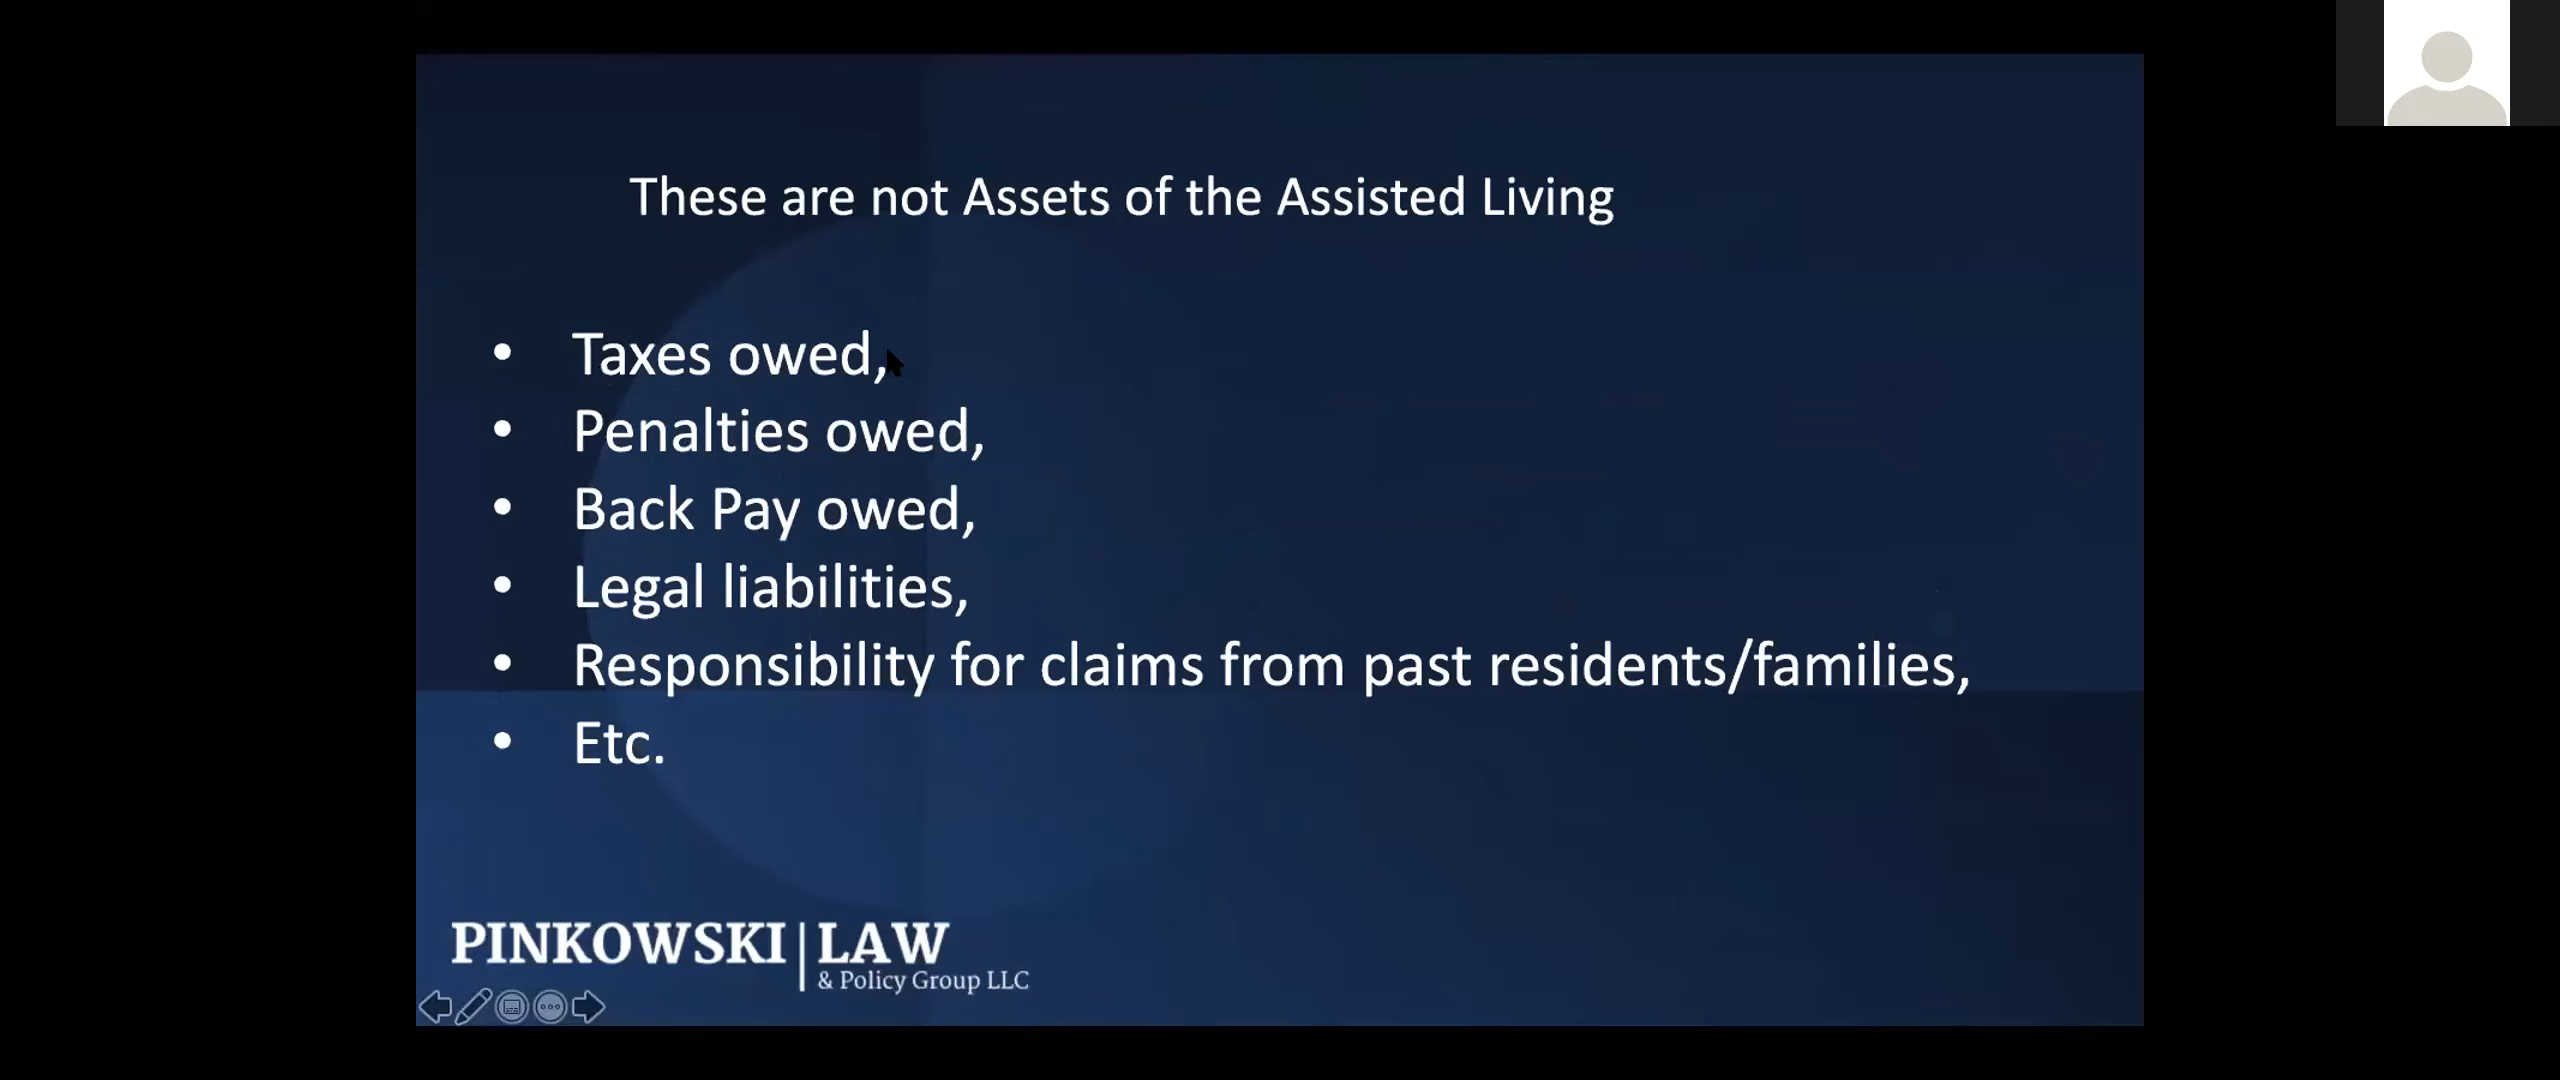 These are not Assets of the Assisted Living
• Taxes owed,
• Penalties owed,
• Back Pay owed,
• Legal liabilities,
• Responsibility for claims from past residents/families,
• Etc.
PINKOWSKI | LAW
& Policy Group LLC